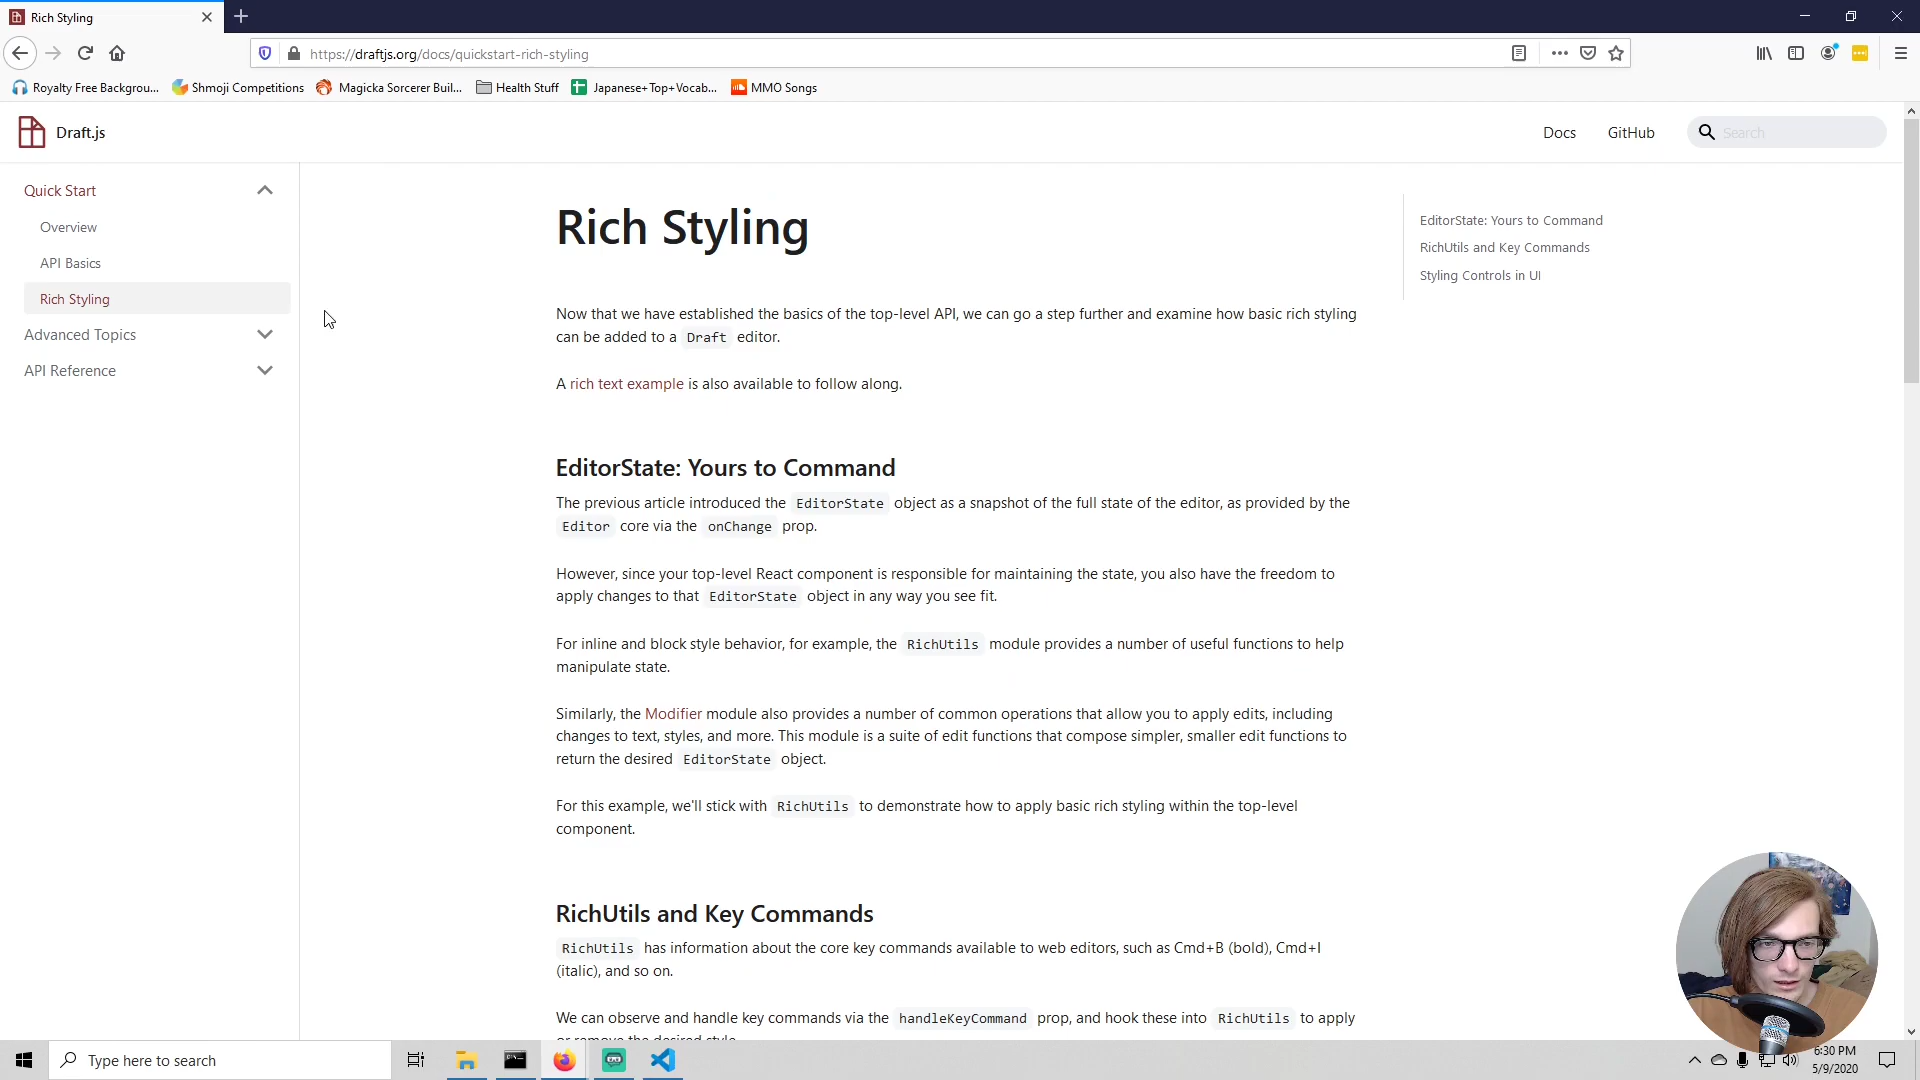 Rich Styling
https://draftjs.org/docs/quickstart-rich-styling
Royalty Free Backgrou...
Shmoji Competitions
Magicka Sorcerer Buil...
Health Stuff
Japanese+Top+Vocab...
MMO Songs
Draft.js
Docs
GitHub
Search
Quick Start
Overview
API Basics
Rich Styling
Advanced Topics
API Reference
Rich Styling
Now that we have established the basics of the top-level API, we can go a step further and examine how basic rich styling
can be added to a Draft editor.
A rich text example is also available to follow along.
EditorState: Yours to Command
The previous article introduced the EditorState object as a snapshot of the full state of the editor, as provided by the
Editor core via the onChange prop.
However, since your top-level React component is responsible for maintaining the state, you also have the freedom to
apply changes to that EditorState object in any way you see fit.
For inline and block style behavior, for example, the RichUtils module provides a number of useful functions to help
manipulate state.
Similarly, the Modifier module also provides a number of common operations that allow you to apply edits, including
changes to text, styles, and more. This module is a suite of edit functions that compose simpler, smaller edit functions to
return the desired EditorState object.
For this example, we'll stick with RichUtils to demonstrate how to apply basic rich styling within the top-level
component.
RichUtils and Key Commands
RichUtils has information about the core key commands available to web editors, such as Cmd+B (bold), Cmd+I
(italic), and so on.
We can observe and handle key commands via the handleKeyCommand prop, and hook these into RichUtils to apply
or remove the desired style.
EditorState: Yours to Command
RichUtils and Key Commands
Styling Controls in UI
Type here to search
6:30 PM
5/9/2020